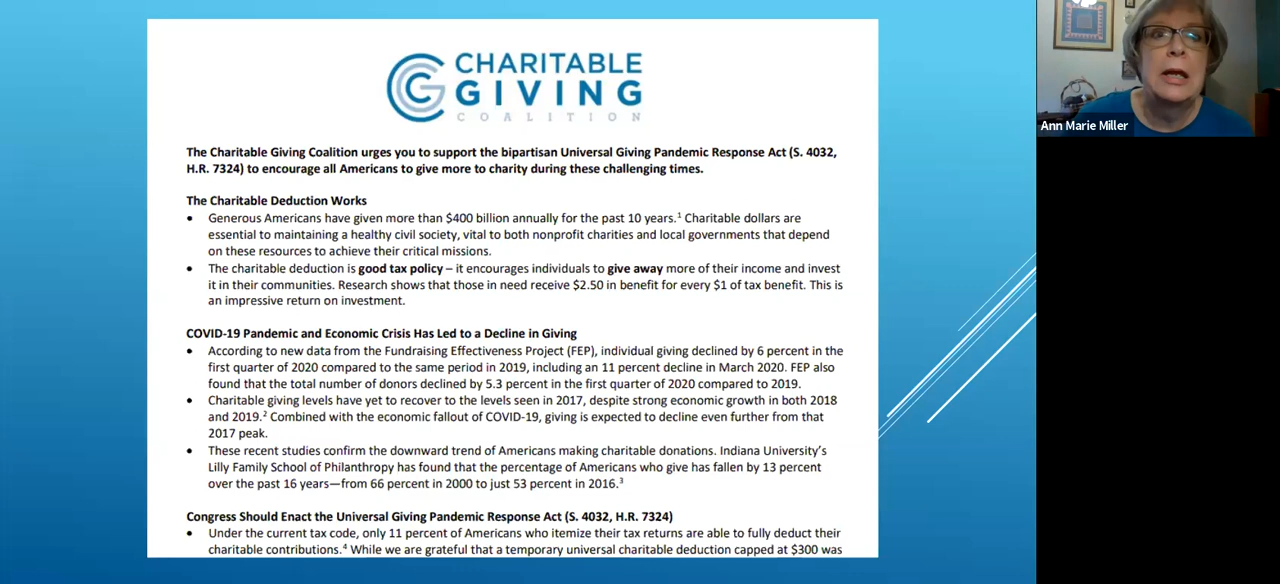 CHARITABLE
GIVING
COALITION
The Charitable Giving Coalition urges you to support the bipartisan Universal Giving Pandemic Response Act (S. 4032,
H.R. 7324) to encourage all Americans to give more to charity during these challenging times.
The Charitable Deduction Works
• Generous Americans have given more than $400 billion annually for the past 10 years.1 Charitable dollars are
essential to maintaining a healthy civil society, vital to both nonprofit charities and local governments that depend
on these resources to achieve their critical missions.
• The charitable deduction is good tax policy – it encourages individuals to give away more of their income and invest
it in their communities. Research shows that those in need receive $2.50 in benefit for every $1 of tax benefit. This is
an impressive return on investment.
COVID-19 Pandemic and Economic Crisis Has Led to a Decline in Giving
• According to new data from the Fundraising Effectiveness Project (FEP), individual giving declined by 6 percent in the
first quarter of 2020 compared to the same period in 2019, including an 11 percent decline in March 2020. FEP also
found that the total number of donors declined by 5.3 percent in the first quarter of 2020 compared to 2019.
• Charitable giving levels have yet to recover to the levels seen in 2017, despite strong economic growth in both 2018
and 2019.2 Combined with the economic fallout of COVID-19, giving is expected to decline even further from that
2017 peak.
• These recent studies confirm the downward trend of Americans making charitable donations. Indiana University's
Lilly Family School of Philanthropy has found that the percentage of Americans who give has fallen by 13 percent
over the past 16 years—from 66 percent in 2000 to just 53 percent in 2016.3
Congress Should Enact the Universal Giving Pandemic Response Act (S. 4032, H.R. 7324)
• Under the current tax code, only 11 percent of Americans who itemize their tax returns are able to fully deduct their
charitable contributions.4 While we are grateful that a temporary universal charitable deduction capped at $300 was
Ann Marie Miller